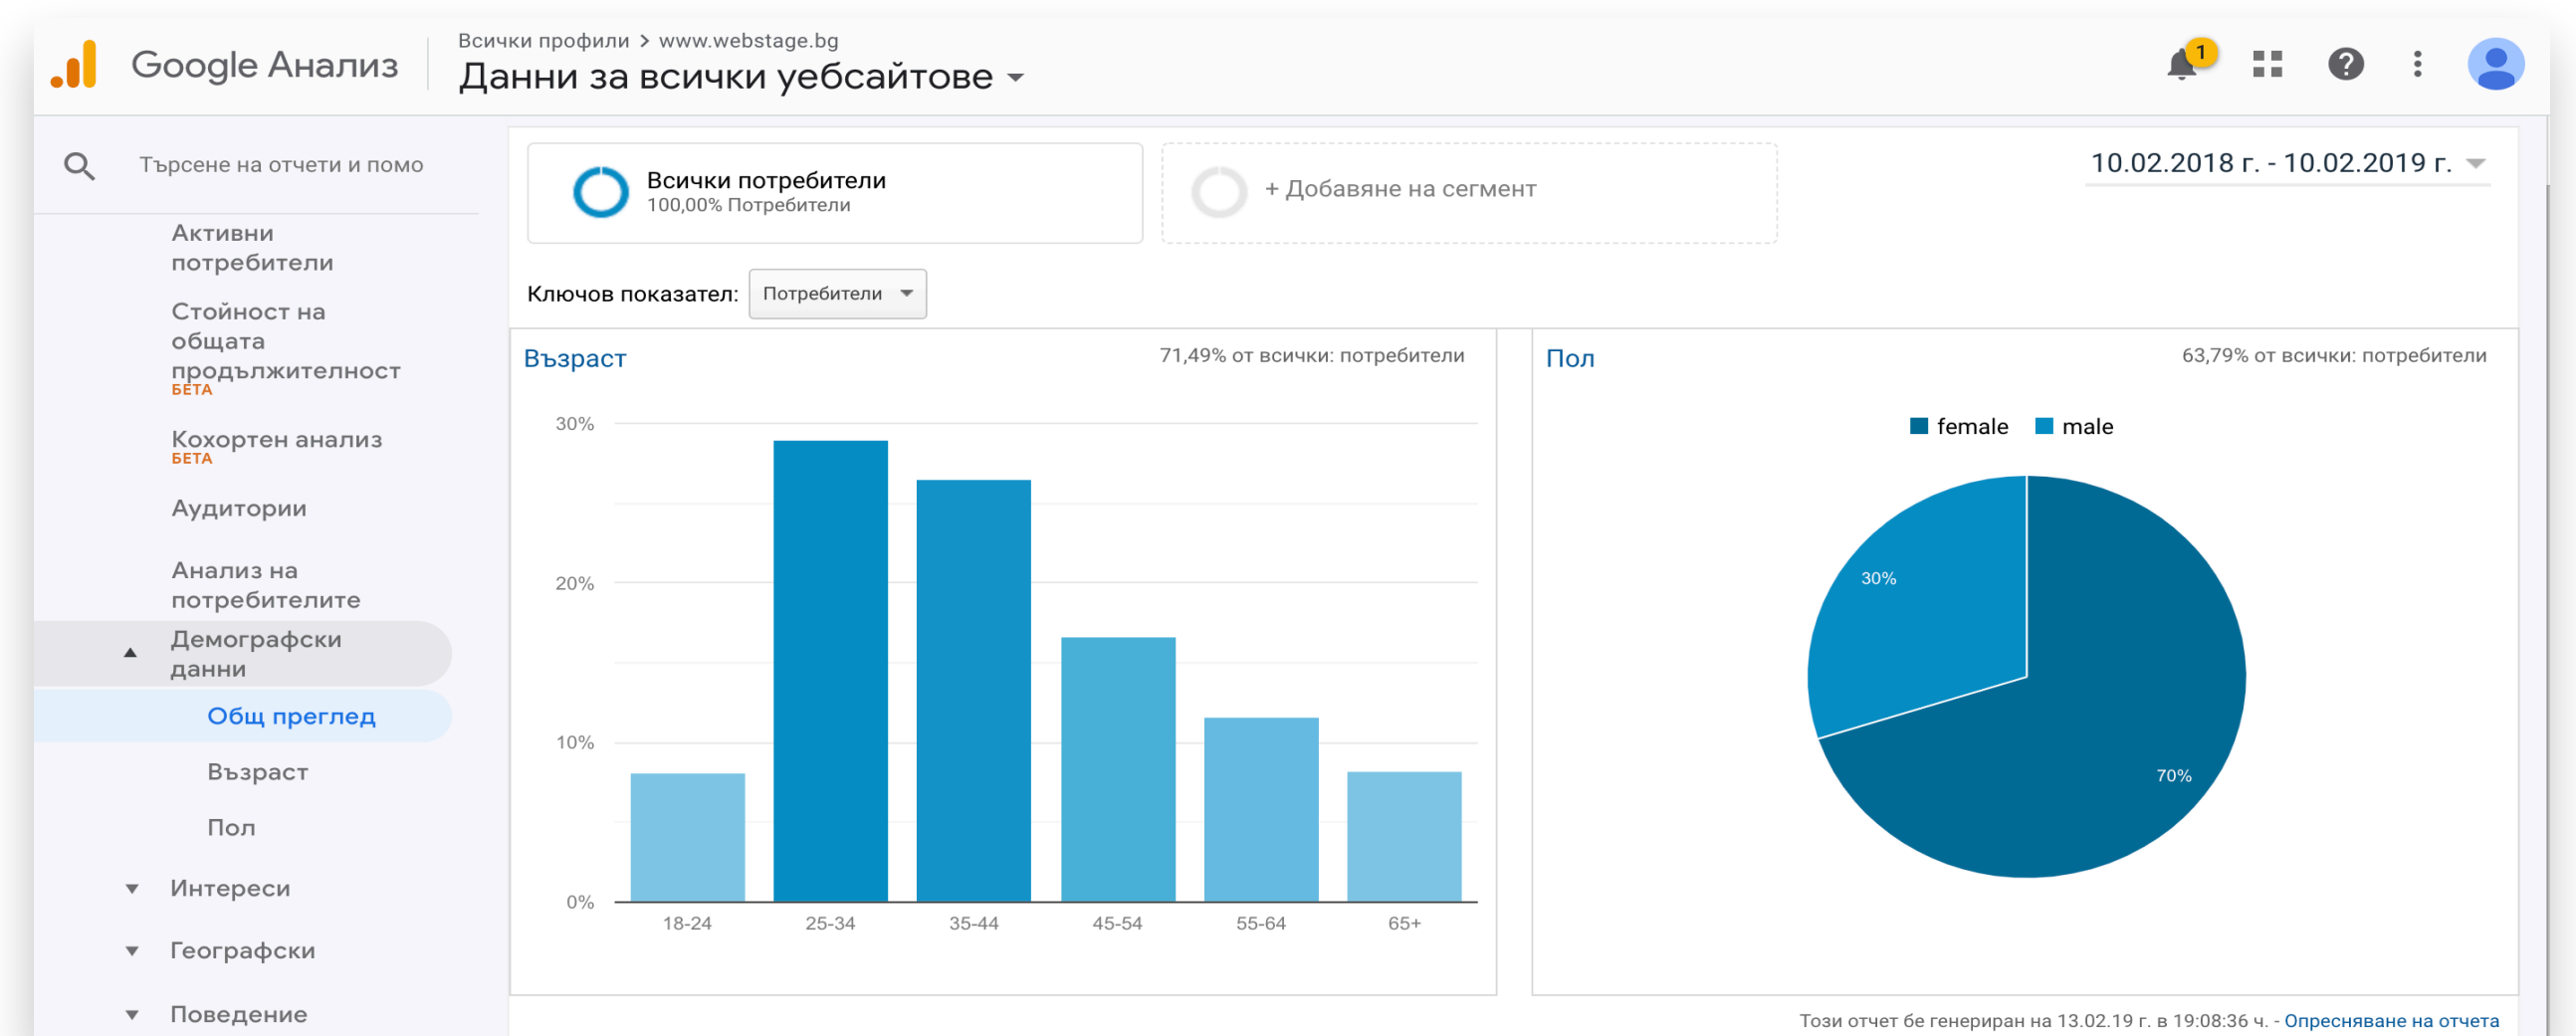 Google Анализ
Всички профили > www.webstage.bg
Данни за всички уебсайтове
1
Търсене на отчети и помо
Активни
потребители
Стойност на
общата
продължителност
БЕТА
Кохортен анализ
БЕТА
Аудитории
Анализ на
потребителите
Демографски
данни
Общ преглед
Възраст
Пол
Интереси
Географски
Поведение
Всички потребители
100,00% Потребители
+ Добавяне на сегмент
10.02.2018 г. - 10.02.2019 г.
Ключов показател: Потребители
Възраст
71,49% от всички: потребители
30%
20%
10%
0%
18-24 25-34 35-44 45-54 55-64 65+
Пол
63,79% от всички: потребители
female male
30%
70%
Този отчет бе генериран на 13.02.19 г. в 19:08:36 ч. - Опресняване на отчета